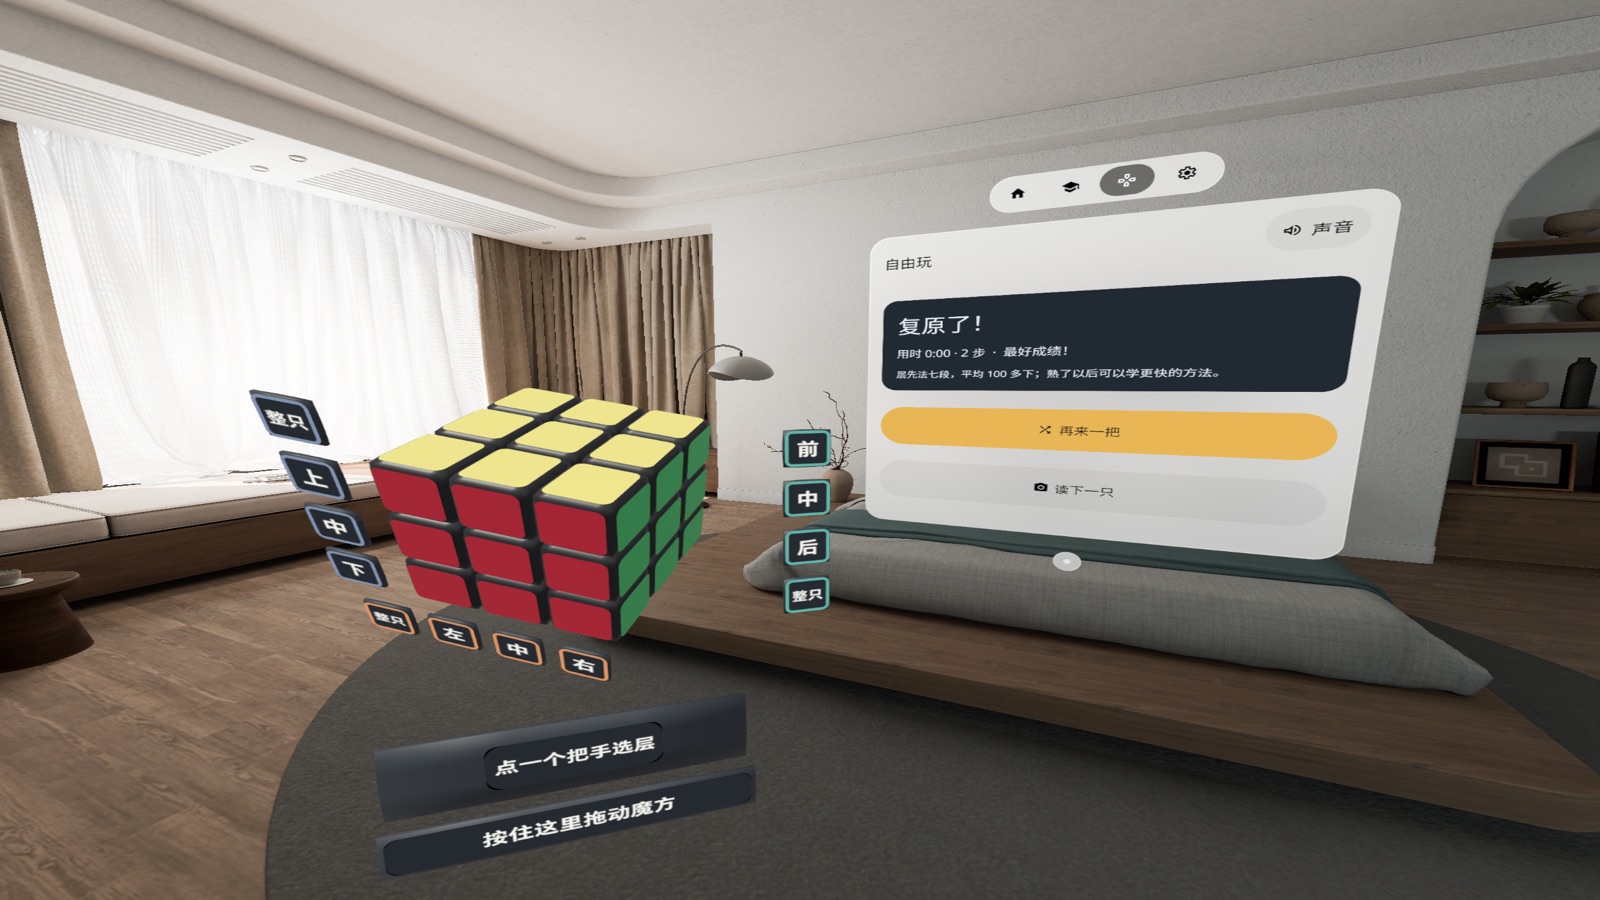 声音
自由玩
复原了！
用时 0:00 · 2 步 · 最好成绩！
层先法七段，平均 100 多下；熟了以后可以学更快的方法。
再来一把
读下一只
整只
上
中
下
整只
左
中
右
前
中
后
整只
点一个把手选层
按住这里拖动魔方